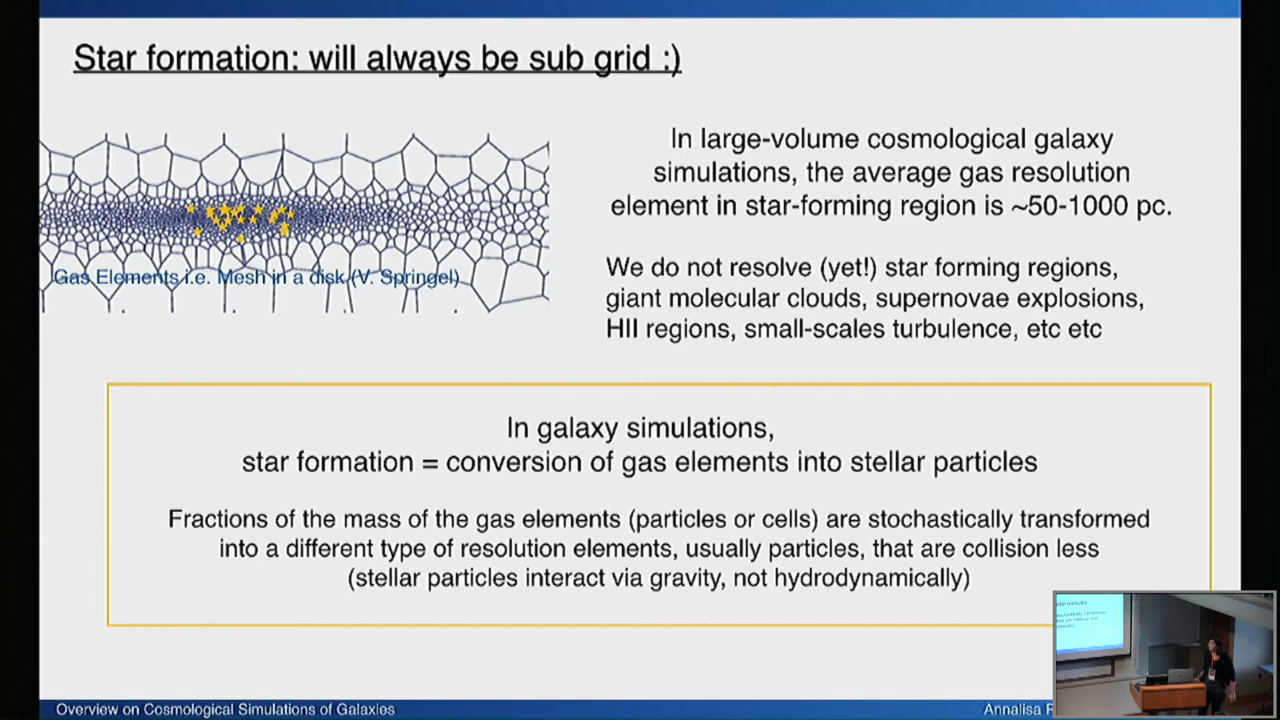 Star formation: will always be sub grid :)
Gas Elements i.e. Mesh in a disk (V. Springel)
In large-volume cosmological galaxy
simulations, the average gas resolution
element in star-forming region is ~50-1000 pc.
We do not resolve (yet!) star forming regions,
giant molecular clouds, supernovae explosions,
HII regions, small-scales turbulence, etc etc
In galaxy simulations,
star formation = conversion of gas elements into stellar particles
Fractions of the mass of the gas elements (particles or cells) are stochastically transformed
into a different type of resolution elements, usually particles, that are collision less
(stellar particles interact via gravity, not hydrodynamically)
Overview on Cosmological Simulations of Galaxies
Annalisa